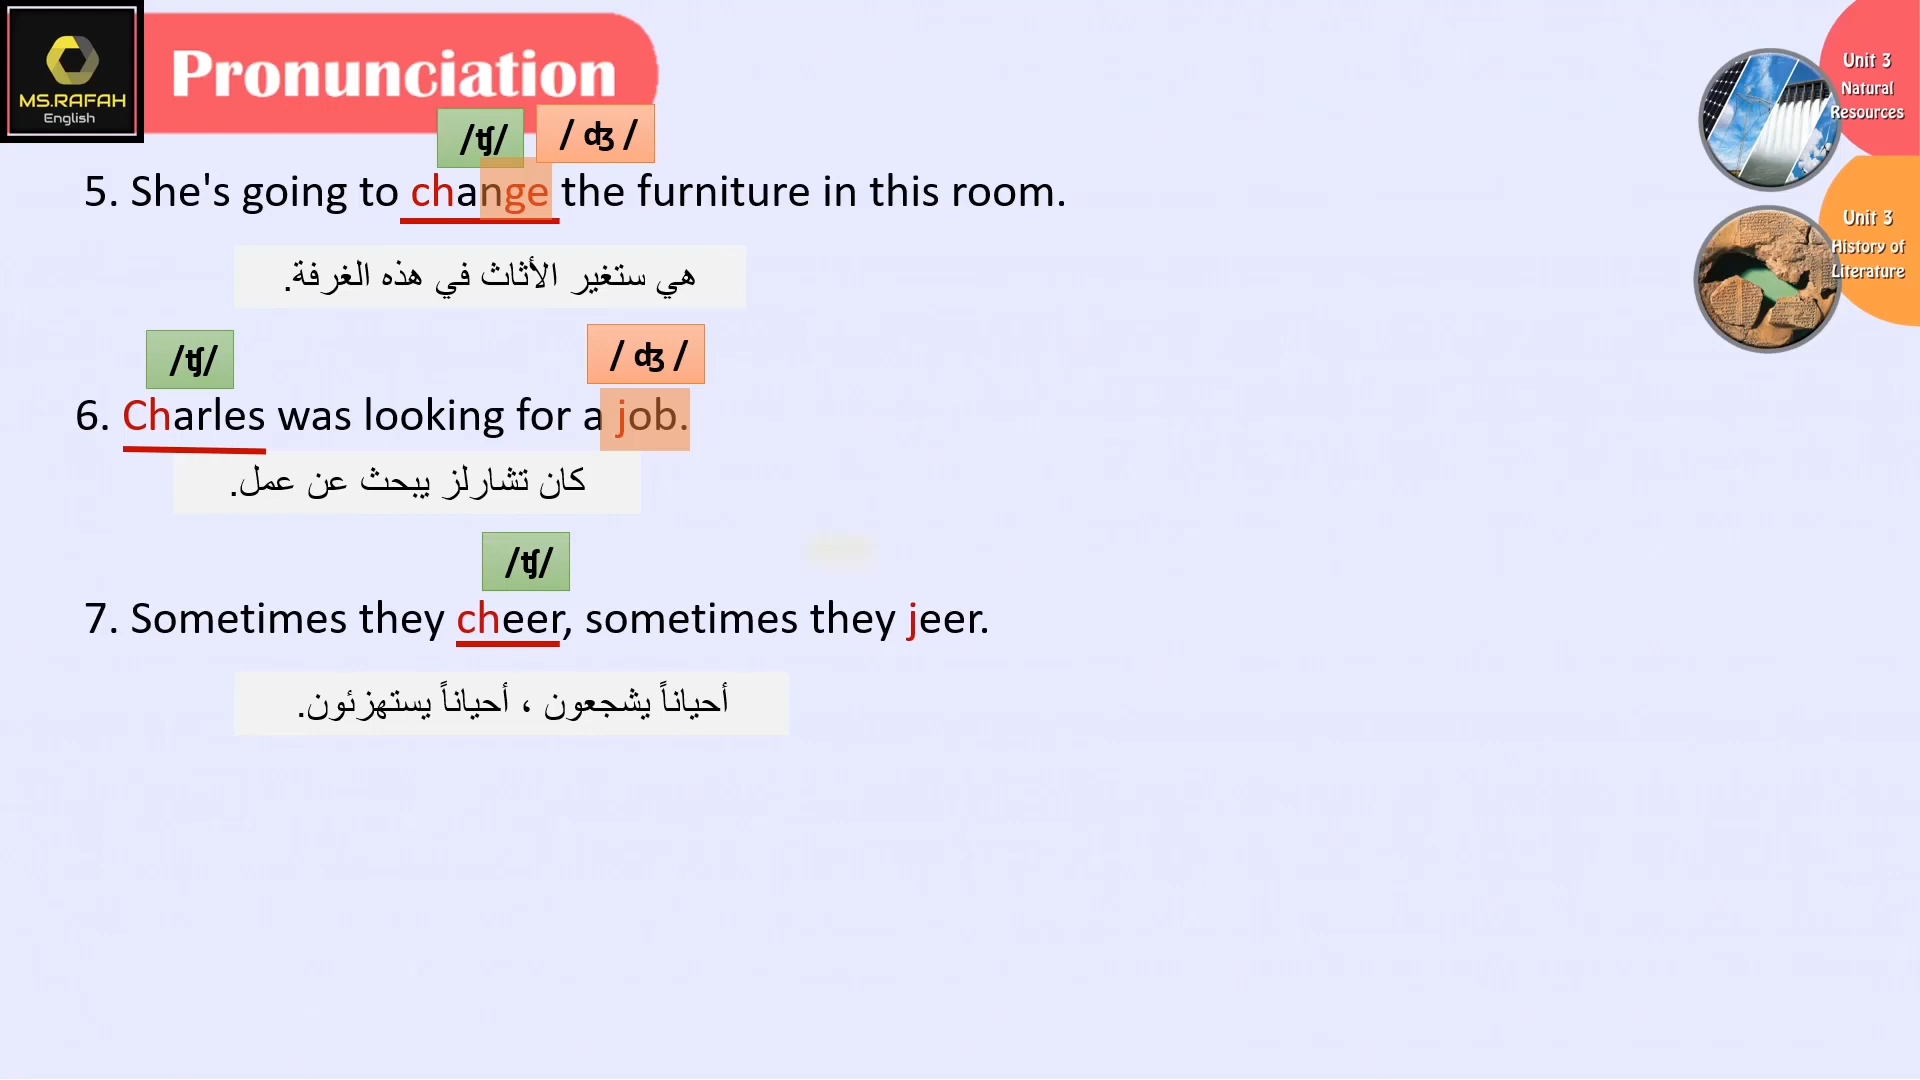 MS.RAFAH
English
Pronunciation
Unit 3
Natural
Resources
Unit 3
History of
Literature
/ʧ/
/ ʤ /
5. She's going to change the furniture in this room.
هي ستغير الأثاث في هذه الغرفة.
/ʧ/
/ ʤ /
6. Charles was looking for a job.
كان تشارلز يبحث عن عمل.
/ʧ/
7. Sometimes they cheer, sometimes they jeer.
أحياناً يشجعون ، أحياناً يستهزئون.